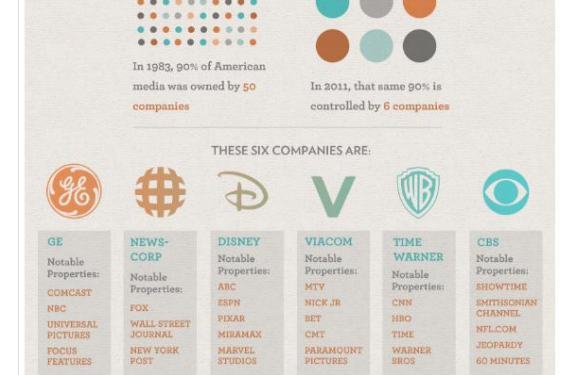 In 1983, 90% of American
media was owned by 50
companies
In 2011, that same 90% is
controlled by 6 companies
THESE SIX COMPANIES ARE:
GE
D
V
WB
GE
Notable
Properties:
COMCAST
NBC
UNIVERSAL
PICTURES
FOCUS
FEATURES
NEWS-
CORP
Notable
Properties:
FOX
WALL STREET
JOURNAL
NEW YORK
POST
DISNEY
Notable
Properties:
ABC
ESPN
PIXAR
MIRAMAX
MARVEL
STUDIOS
VIACOM
Notable
Properties:
MTV
NICK JR
BET
CMT
PARAMOUNT
PICTURES
TIME
WARNER
Notable
Properties:
CNN
HBO
TIME
WARNER
BROS
CBS
Notable
Properties:
SHOWTIME
SMITHSONIAN
CHANNEL
NFL.COM
JEOPARDY
60 MINUTES